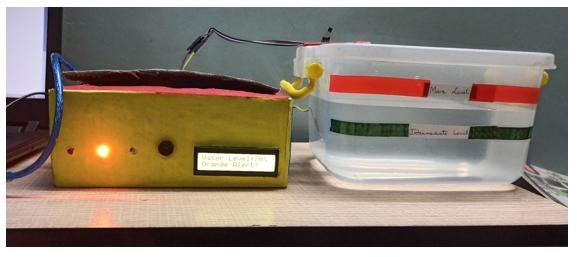 Water Level:70%
Orange Alert!
Max Level
Intermediate Level